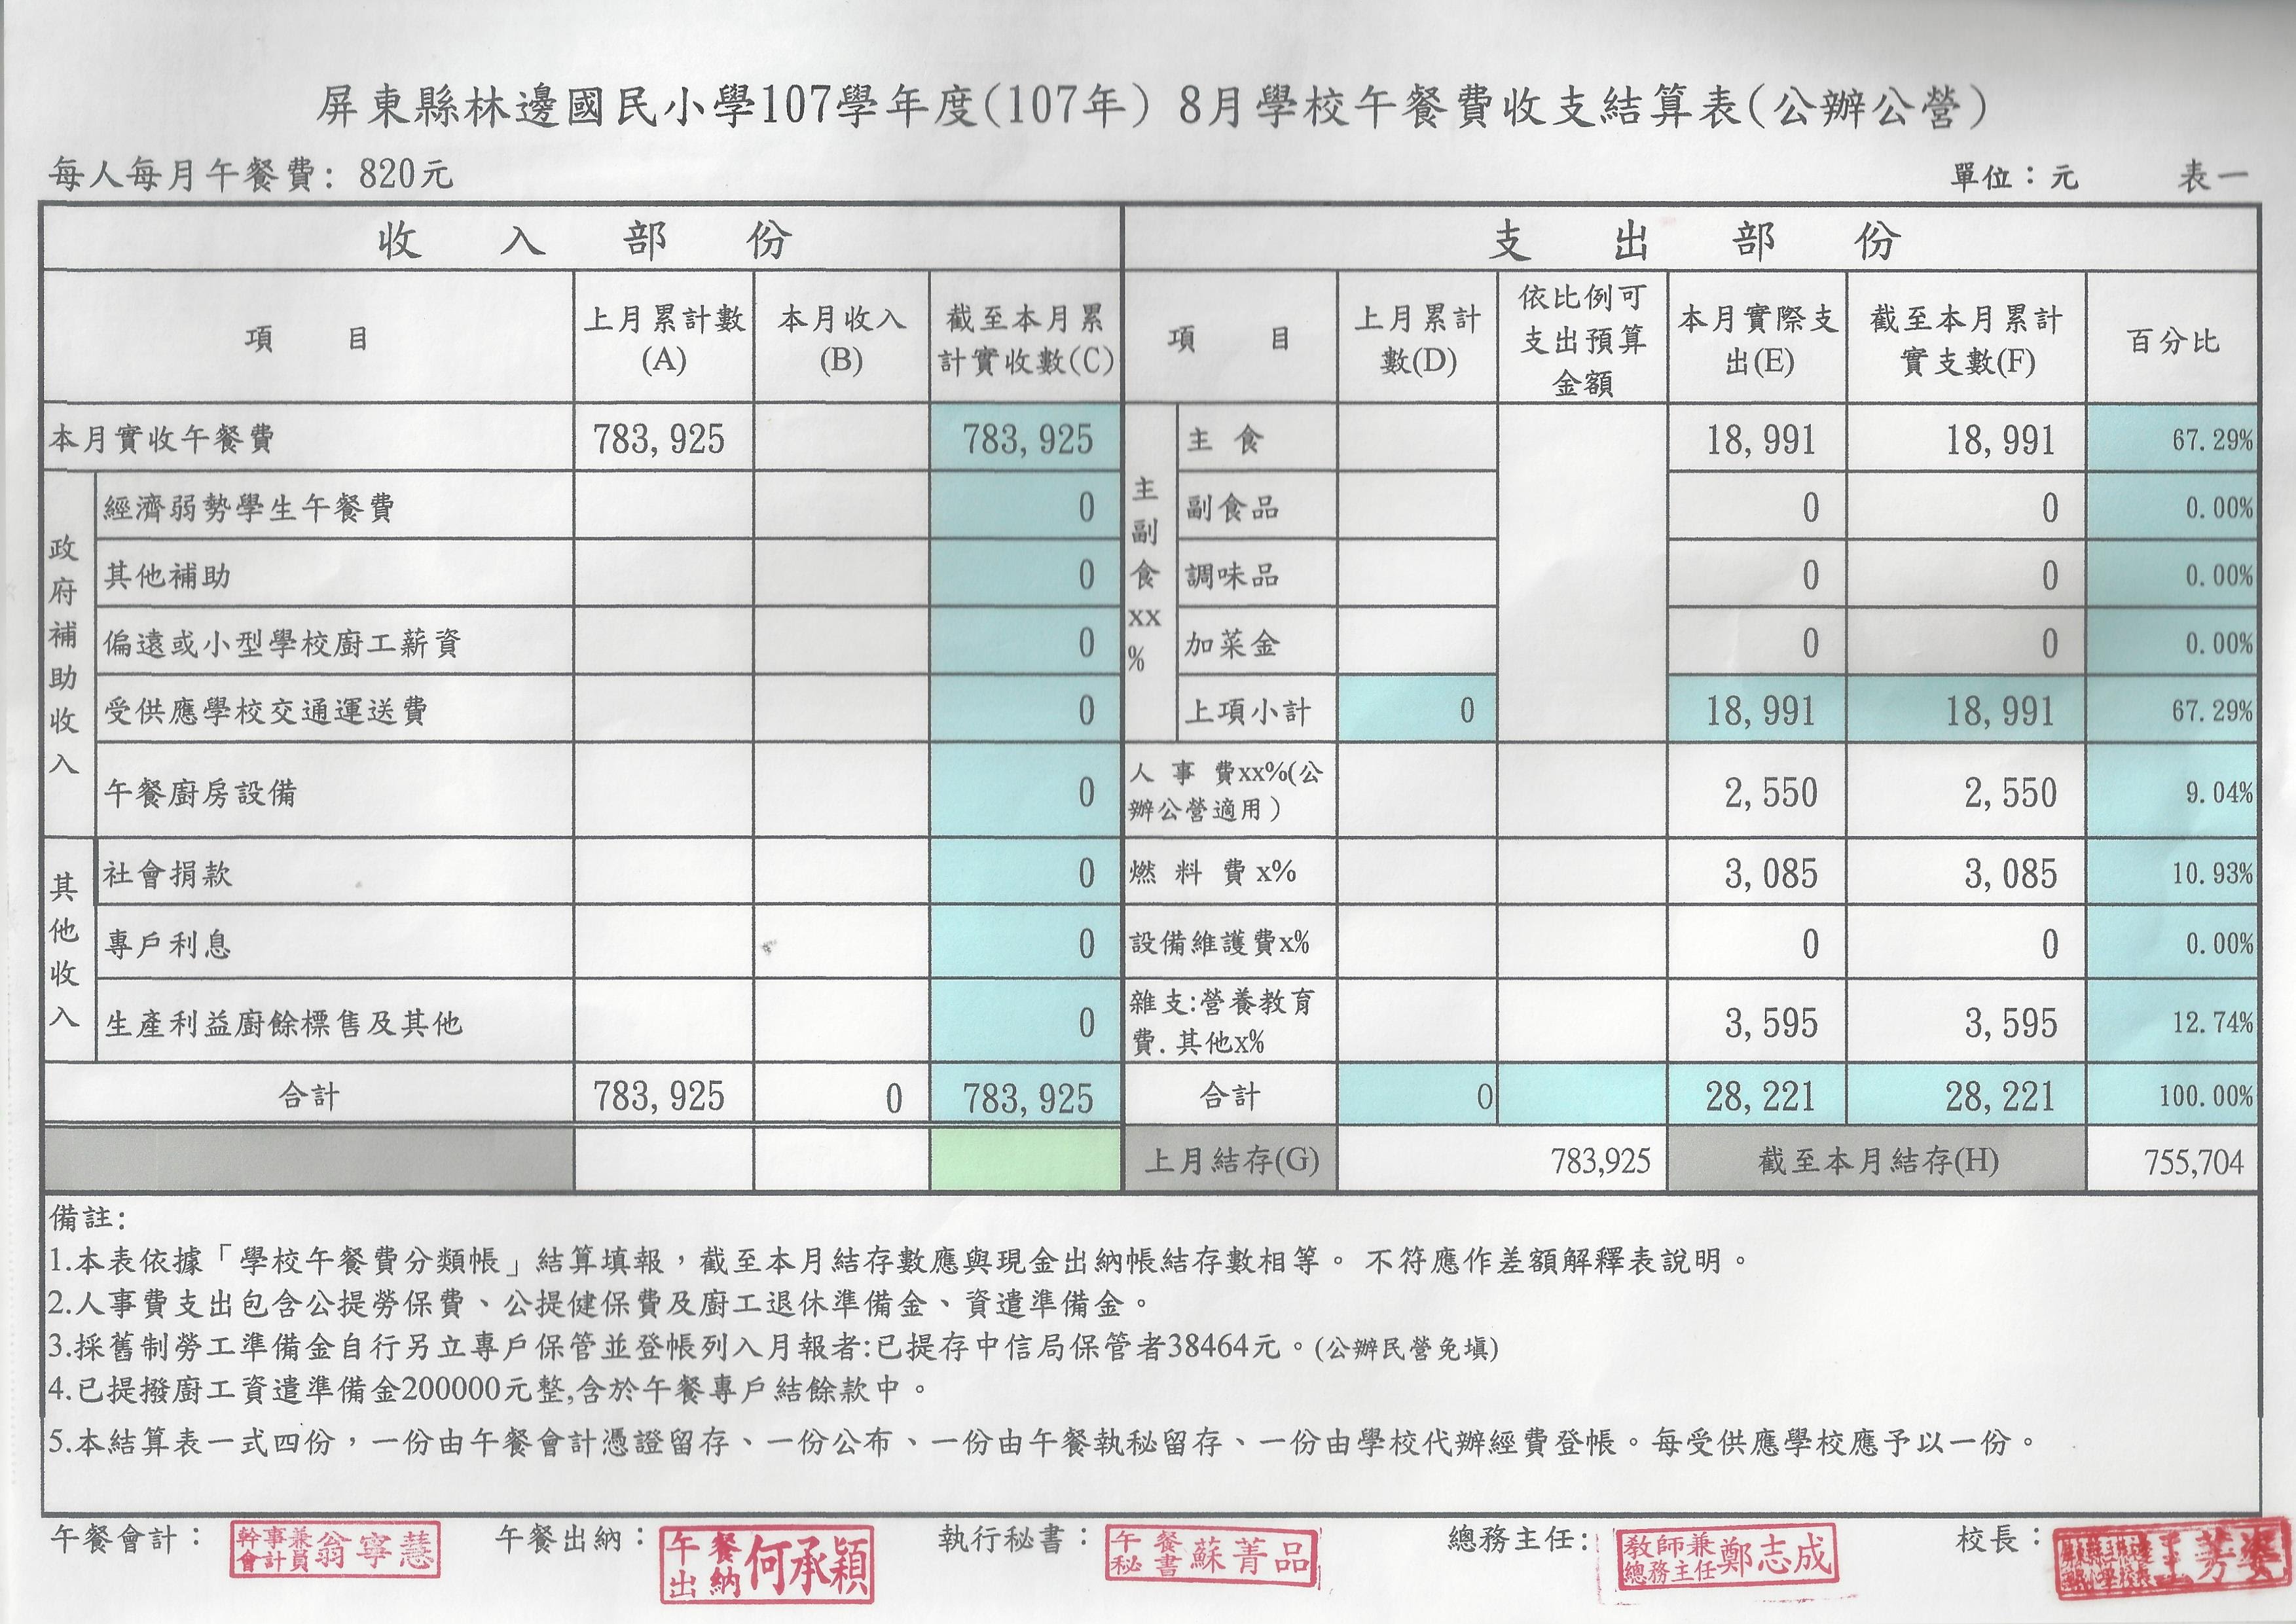 屏東縣林邊國民小學107學年度(107年) 8月學校午餐費收支結算表(公辦公營)
每人每月午餐費: 820元 單位：元 表一
收入部份 支出部份
項目 上月累計數(A) 本月收入(B) 截至本月累計實收數(C) 項目 上月累計數(D) 依比例可支出預算金額 本月實際支出(E) 截至本月累計實支數(F) 百分比
本月實收午餐費 783,925 783,925 主副食xx% 主食 18,991 18,991 67.29%
政府補助收入 經濟弱勢學生午餐費 0 副食品 0 0 0.00%
其他補助 0 調味品 0 0 0.00%
偏遠或小型學校廚工薪資 0 加菜金 0 0 0.00%
受供應學校交通運送費 0 上項小計 0 18,991 18,991 67.29%
午餐廚房設備 0 人事費xx%(公辦公營適用) 2,550 2,550 9.04%
其他收入 社會捐款 0 燃料費x% 3,085 3,085 10.93%
專戶利息 0 設備維護費x% 0 0 0.00%
生產利益廚餘標售及其他 0 雜支:營養教育費.其他x% 3,595 3,595 12.74%
合計 783,925 0 783,925 合計 0 28,221 28,221 100.00%
上月結存(G) 783,925 截至本月結存(H) 755,704
備註:
1.本表依據「學校午餐費分類帳」結算填報，截至本月結存數應與現金出納帳結存數相等。 不符應作差額解釋表說明。
2.人事費支出包含公提勞保費、公提健保費及廚工退休準備金、資遣準備金。
3.採舊制勞工準備金自行另立專戶保管並登帳列入月報者:已提存中信局保管者38464元。(公辦民營免填)
4.已提撥廚工資遣準備金200000元整,含於午餐專戶結餘款中。
5.本結算表一式四份，一份由午餐會計憑證留存、一份公布、一份由午餐執秘留存、一份由學校代辦經費登帳。每受供應學校應予以一份。
午餐會計： 幹事兼會計員翁寧慧 午餐出納： 午餐出納何承穎 執行秘書： 午餐秘書蘇菁品 總務主任: 教師兼總務主任鄭志成 校長：